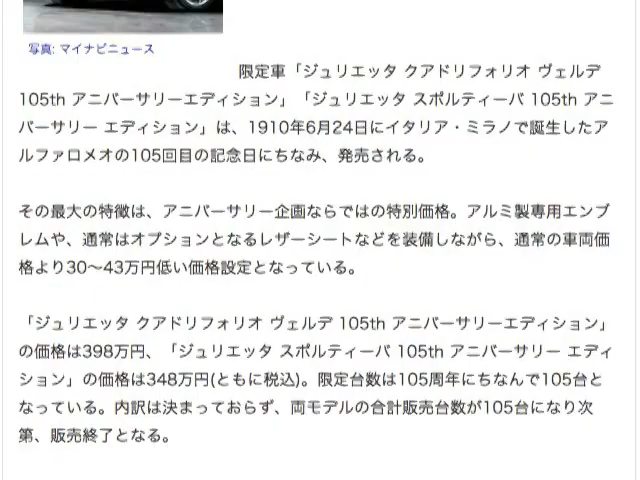 写真: マイナビニュース
限定車「ジュリエッタ クアドリフォリオ ヴェルデ
105th アニバーサリーエディション」「ジュリエッタ スポルティーバ 105th アニ
バーサリー エディション」は、1910年6月24日にイタリア・ミラノで誕生したア
ルファロメオの105回目の記念日にちなみ、発売される。
その最大の特徴は、アニバーサリー企画ならではの特別価格。アルミ製専用エンブ
レムや、通常はオプションとなるレザーシートなどを装備しながら、通常の車両価
格より30〜43万円低い価格設定となっている。
「ジュリエッタ クアドリフォリオ ヴェルデ 105th アニバーサリーエディション」
の価格は398万円、「ジュリエッタ スポルティーバ 105th アニバーサリー エディ
ション」の価格は348万円(ともに税込)。限定台数は105周年にちなんで105台と
なっている。内訳は決まっておらず、両モデルの合計販売台数が105台になり次
第、販売終了となる。